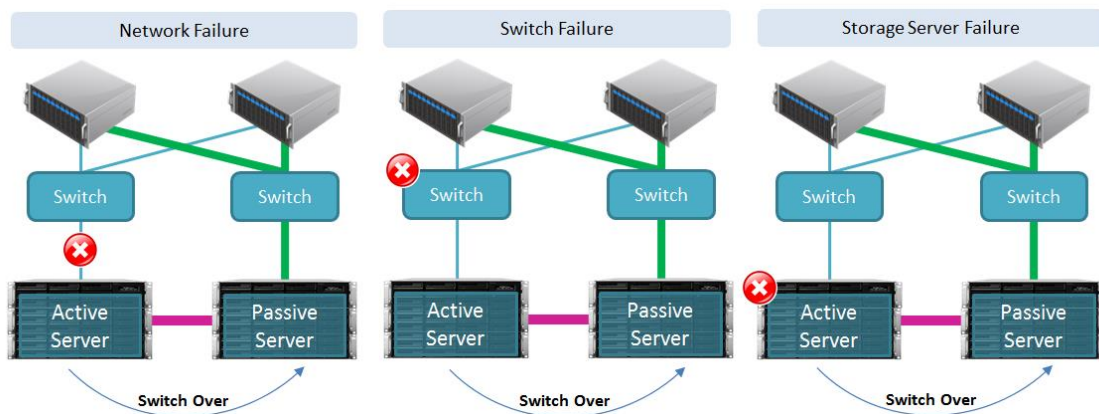 Network Failure
Switch
Switch
Active
Server
Passive
Server
Switch Over
Switch Failure
Switch
Switch
Active
Server
Passive
Server
Switch Over
Storage Server Failure
Switch
Switch
Active
Server
Passive
Server
Switch Over